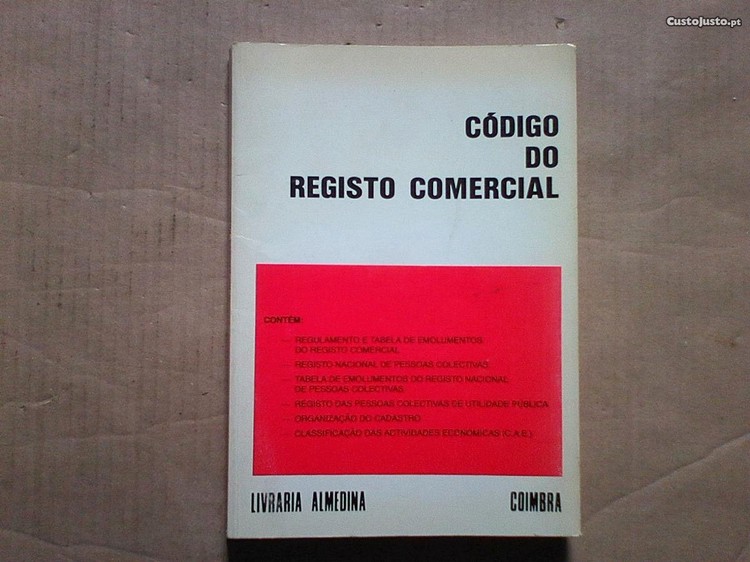 CustoJusto.pt
CÓDIGO
DO
REGISTO COMERCIAL
CONTÉM:
— REGULAMENTO E TABELA DE EMOLUMENTOS
DO REGISTO COMERCIAL
— REGISTO NACIONAL DE PESSOAS COLECTIVAS
— TABELA DE EMOLUMENTOS DO REGISTO NACIONAL
DE PESSOAS COLECTIVAS
— REGISTO DAS PESSOAS COLECTIVAS DE UTILIDADE PÚBLICA
— ORGANIZAÇÃO DO CADASTRO
— CLASSIFICAÇÃO DAS ACTIVIDADES ECONÓMICAS (C.A.E.)
LIVRARIA ALMEDINA COIMBRA